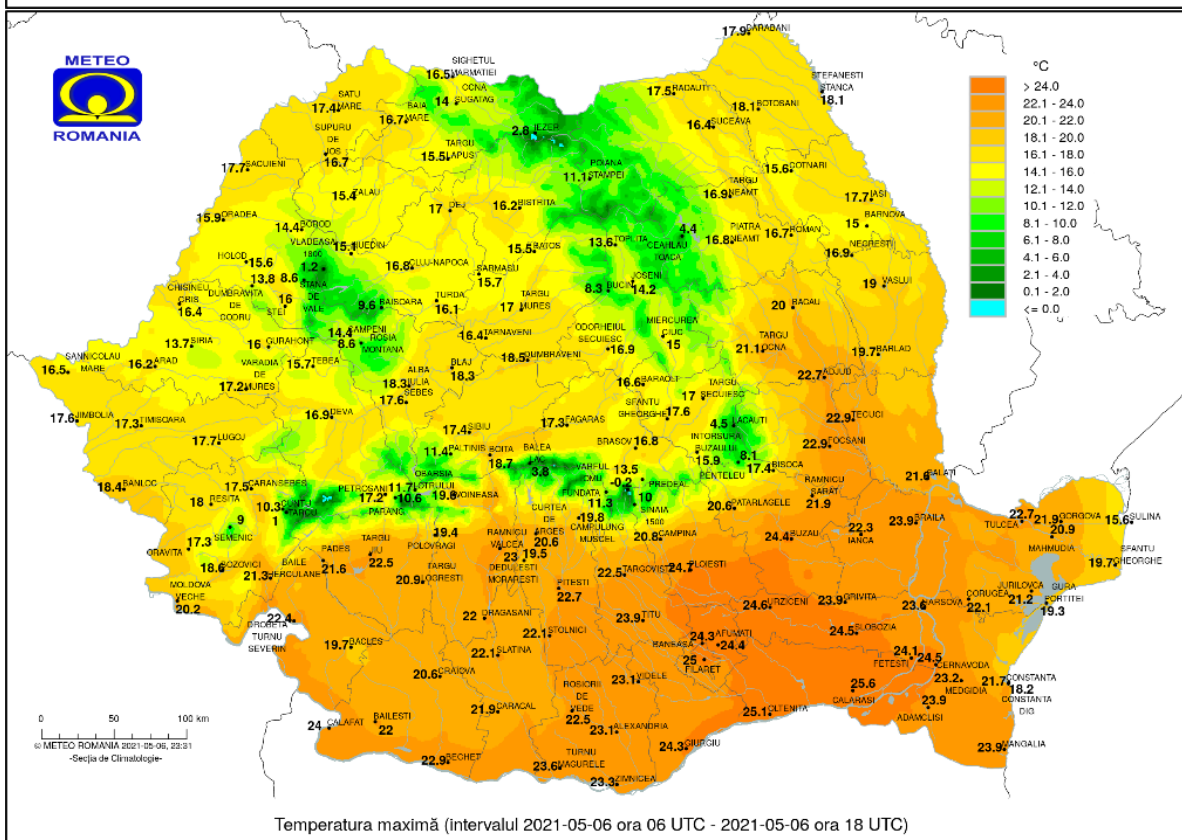 METEO
ROMANIA
°C
> 24.0
22.1 - 24.0
20.1 - 22.0
18.1 - 20.0
16.1 - 18.0
14.1 - 16.0
12.1 - 14.0
10.1 - 12.0
8.1 - 10.0
6.1 - 8.0
4.1 - 6.0
2.1 - 4.0
0.1 - 2.0
<= 0.0
17.9 DARABANI
SIGHETUL
16.5 MARMATIEI
OCNA
14 SUGATAG
SATU
17.4 MARE
BAIA
16.7 MARE
2.6 IEZER
17.5 RADAUTI
STEFANESTI
STANCA
18.1
18.1 BOTOSANI
16.4 SUCEAVA
SUPURU
DE
JOS
16.7
TARGU
15.5 LAPUS
17.7 SACUIENI
POIANA
11.1 STAMPEI
15.6 COTNARI
15.4 ZALAU
17 DEJ
16.2 BISTRITA
TARGU
16.9 NEAMT
17.7 IASI
15.9 ORADEA
14.4 BOROD
15 BARNOVA
PIATRA
16.8 NEAMT
16.7 ROMAN
4.4
CEAHLAU
TOACA
13.6 TOPLITA
15.5 BATOS
VLADEASA
1800
1.2
15.1 HUEDIN
16.9 NEGRESTI
HOLOD
15.6
16.8 CLUJ-NAPOCA
SARMASU
15.7
8.6
STANA
DE
VALE
13.8
DUMBRAVITA
DE
CODRU
CHISINEU
CRIS
16.4
16
STEI
9.6 BAISOARA
TURDA
16.1
TARGU
17 MURES
8.3 BUCIN
JOSENI
14.2
19 VASLUI
20 BACAU
14.4 CAMPENI
8.6 ROSIA
MONTANA
16.4 TARNAVENI
ODORHEIUL
SECUIESC
16.9
MIERCUREA
CIUC
15
TARGU
21.1 OCNA
19.7 BARLAD
13.7 SIRIA
16 GURAHONT
SANNICOLAU
16.5 MARE
16.2 ARAD
15.7 TEBEA
18.5 DUMBRAVENI
BLAJ
18.3
ALBA
18.3 IULIA
SEBES
17.6
VARADIA
DE
17.2 MURES
16.6 BARAOLT
TARGU
17 SECUIESC
22.7 ADJUD
17.6 JIMBOLIA
17.3 TIMISOARA
16.9 DEVA
17.3 FAGARAS
SFANTU
GHEORGHE
17.6
4.5 LACAUTI
22.9 TECUCI
17.7 LUGOJ
17.4 SIBIU
BRASOV 16.8
INTORSURA
BUZAULUI
15.9
22.9 FOCSANI
11.4 PALTINIS
BOITA
18.7
BALEA
LAC
3.8
VARFUL
OMU
-0.2
13.5
PREDEAL
8.1
PENTELEU
17.4 BISOCA
21.6 GALATI
18.4 BANLOC
17.5 CARANSEBES
PETROSANI
17.2
OBARSIA
11.7 LOTRULUI
10.6
PARANG
19.8 VOINEASA
FUNDATA
11.3
10
SINAIA
1500
RAMNICU
SARAT
21.9
18 RESITA
10.3 CUNTU
1 TARCU
9
SEMENIC
CURTEA
DE
ARGES
20.6
19.8
CAMPULUNG
MUSCEL
20.6 PATARLAGELE
23.9 BRAILA
22.7
TULCEA
21.9 GORGOVA
15.6 SULINA
20.9
MAHMUDIA
17.3
ORAVITA
19.4
POLOVRAGI
RAMNICU
VALCEA
23
19.5
DEDULESTI
MORARESTI
20.8 CAMPINA
24.4 BUZAU
22.3
IANCA
18.6 BOZOVICI
BAILE
21.3 HERCULANE
PADES
21.6
TARGU
JIU
22.5
TARGU
20.9 LOGRESTI
22.5 TARGOVISTE
24.7 PLOIESTI
SFANTU
19.7 GHEORGHE
MOLDOVA
VECHE
20.2
PITESTI
22.7
24.6 URZICENI
23.9 GRIVITA
23.6 HARSOVA
CORUGEA
22.1
JURILOVCA
21.2
GURA
PORTITEI
19.3
22.4
DROBETA
TURNU
SEVERIN
22 DRAGASANI
23.9 TITU
24.5 SLOBOZIA
19.7 BACLES
22.1 STOLNICI
24.3 AFUMATI
24.4
BANEASA
25
FILARET
24.1
FETESTI
24.5
CERNAVODA
22.1 SLATINA
20.6 CRAIOVA
23.1 VIDELE
25.6
CALARASI
23.2
MEDGIDIA
21.7 CONSTANTA
18.2
CONSTANTA
DIG
ROSIORII
DE
VEDE
22.5
21.9 CARACAL
25.1 OLTENITA
23.9
ADAMCLISI
24 CALAFAT
BAILESTI
22
23.1 ALEXANDRIA
24.3 GIURGIU
23.9 MANGALIA
22.9 BECHET
TURNU
23.6 MAGURELE
23.3 ZIMNICEA
0 50 100 km
© METEO ROMANIA 2021-05-06, 23:31
-Secția de Climatologie-
Temperatura maximă (intervalul 2021-05-06 ora 06 UTC - 2021-05-06 ora 18 UTC)